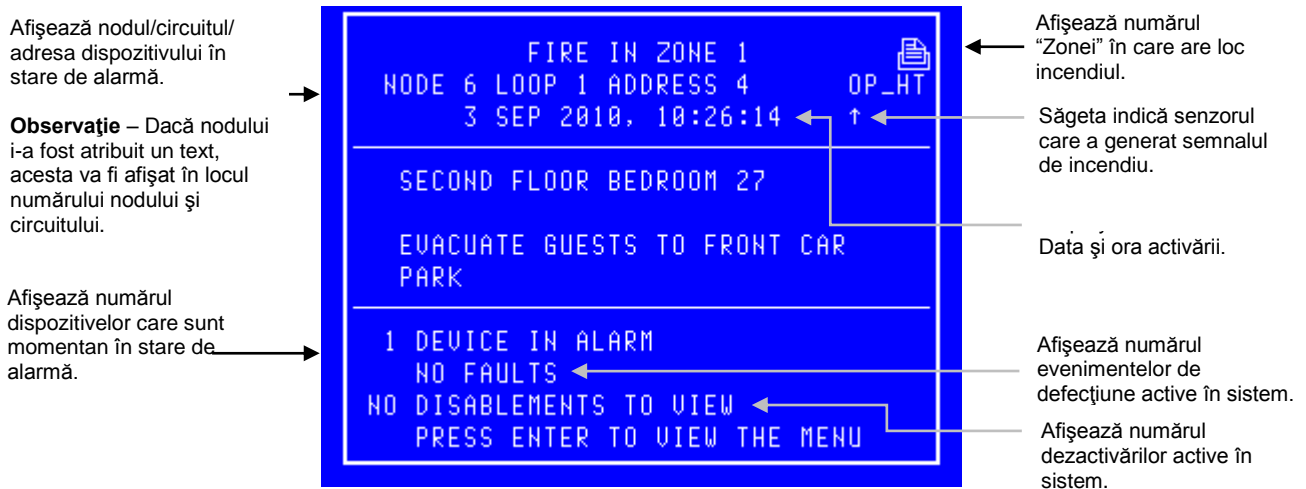 Afişează nodul/circuitul/
adresa dispozitivului în
stare de alarmă.
Observaţie – Dacă nodului
i-a fost atribuit un text,
acesta va fi afişat în locul
numărului nodului şi
circuitului.
Afişează numărul
dispozitivelor care sunt
momentan în stare de
alarmă.
FIRE IN ZONE 1
NODE 6 LOOP 1 ADDRESS 4 OP_HT
3 SEP 2010, 10:26:14 ↑
SECOND FLOOR BEDROOM 27
EVACUATE GUESTS TO FRONT CAR
PARK
1 DEVICE IN ALARM
NO FAULTS
NO DISABLEMENTS TO VIEW
PRESS ENTER TO VIEW THE MENU
Afişează numărul
“Zonei” în care are loc
incendiul.
Săgeta indică senzorul
care a generat semnalul
de incendiu.
Data şi ora activării.
Afişează numărul
evenimentelor de
defecţiune active în sistem.
Afişează numărul
dezactivărilor active în
sistem.